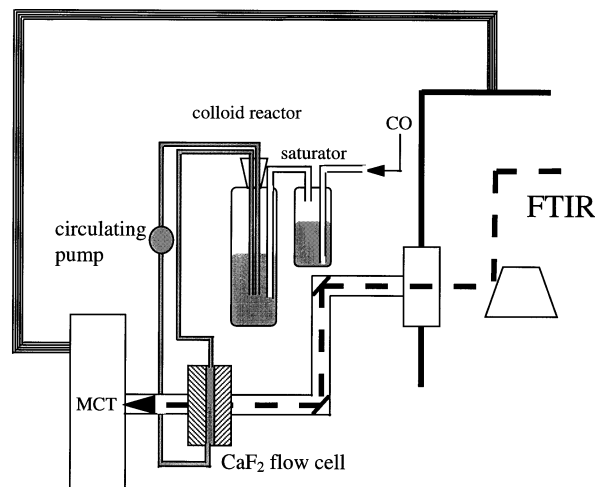 colloid reactor
CO
saturator
FTIR
circulating
pump
MCT
CaF₂ flow cell